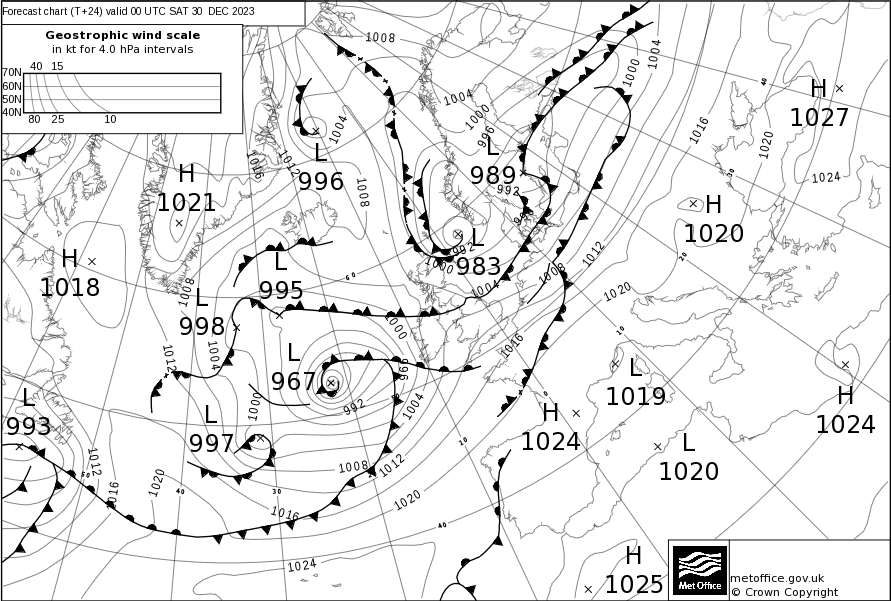 Forecast chart (T+24) valid 00 UTC SAT 30 DEC 2023
Geostrophic wind scale
in kt for 4.0 hPa intervals
40 15
70N
60N
50N
40N
80 25 10
1008
1004
1000
996
1004
1000
1004
1012
1016
1008
L
996
L
989
992
H
1027
1016
1020
1024
40
30
H
1021
H
1020
20
H
1018
L
983
992
1000
1004
1008
1012
1020
60
L
995
1008
L
998
1000
1004
1012
L
967
996
992
1004
1016
10
0
L
1019
H
1024
H
1024
L
993
L
997
1000
1008
1012
10
L
1020
1012
50
1016
1020
40
30
1016
1020
40
1024
H
1025
Met Office
metoffice.gov.uk
© Crown Copyright